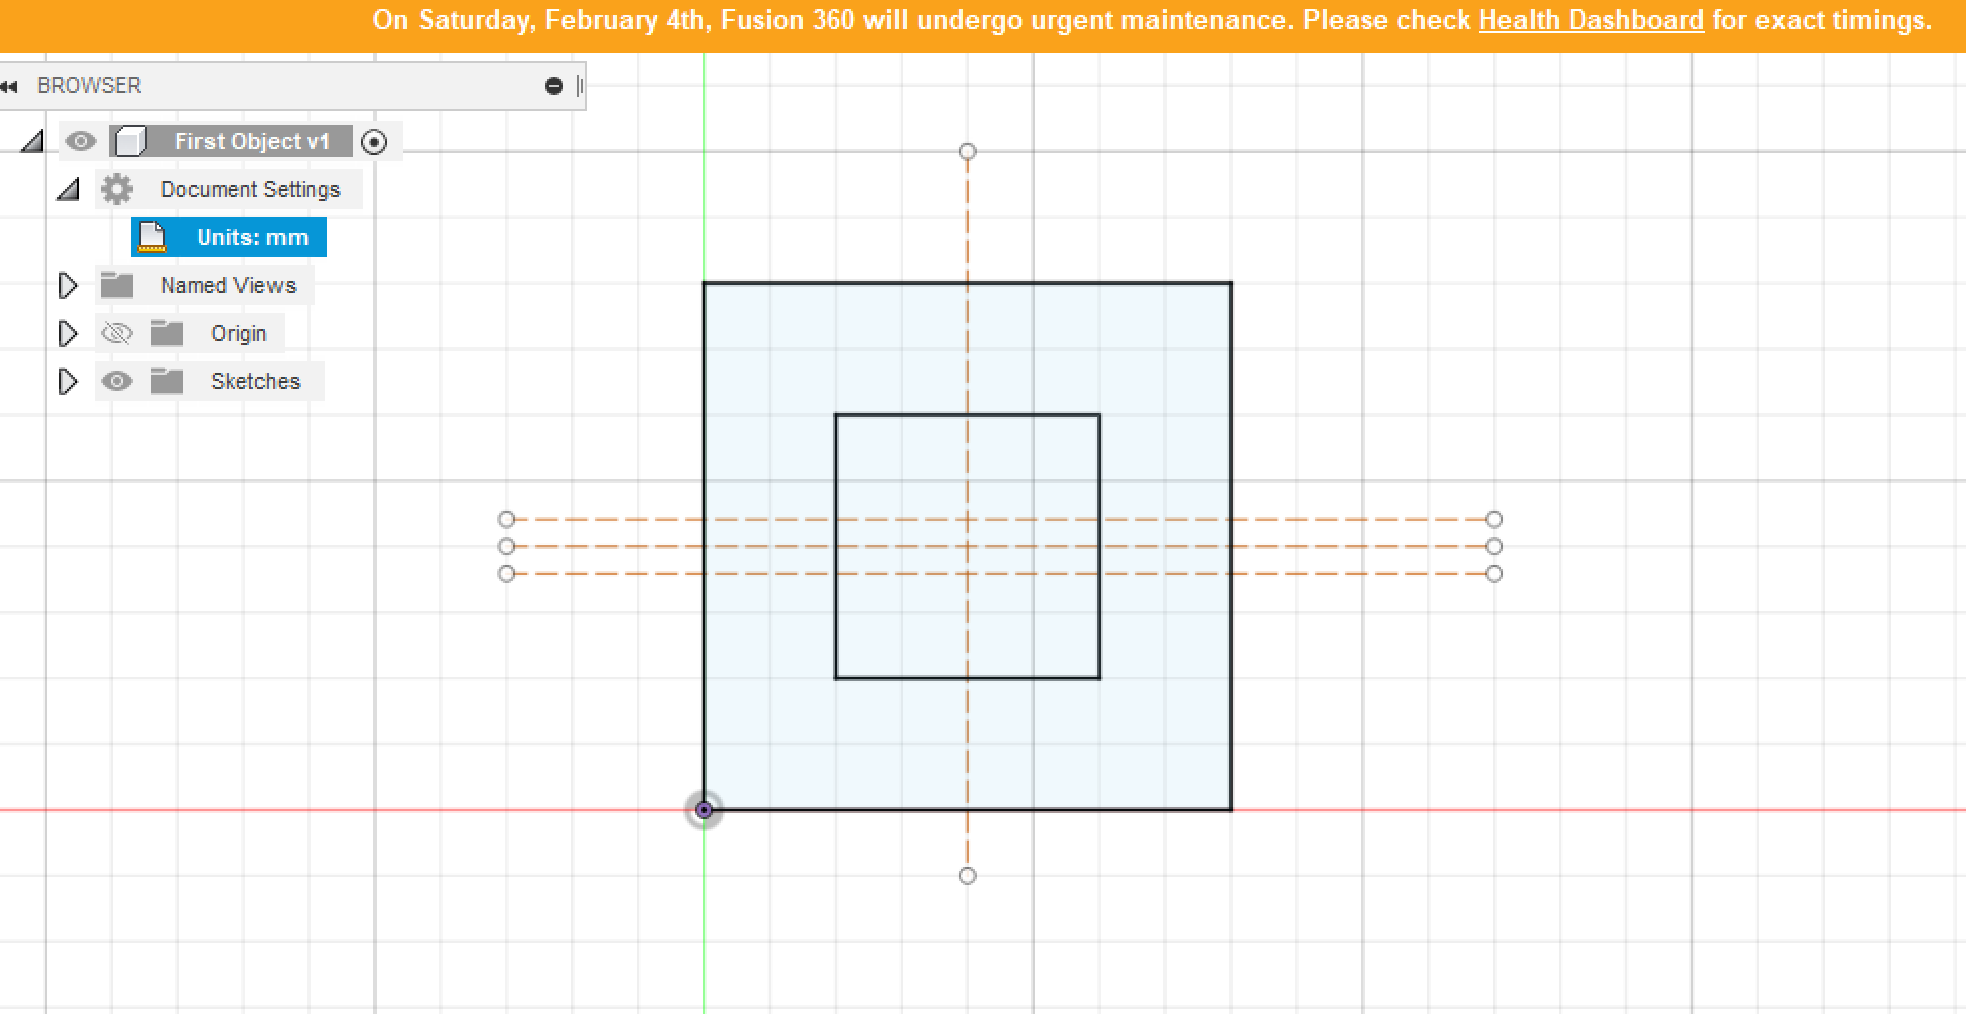 On Saturday, February 4th, Fusion 360 will undergo urgent maintenance. Please check Health Dashboard for exact timings.
BROWSER
First Object v1
Document Settings
Units: mm
Named Views
Origin
Sketches